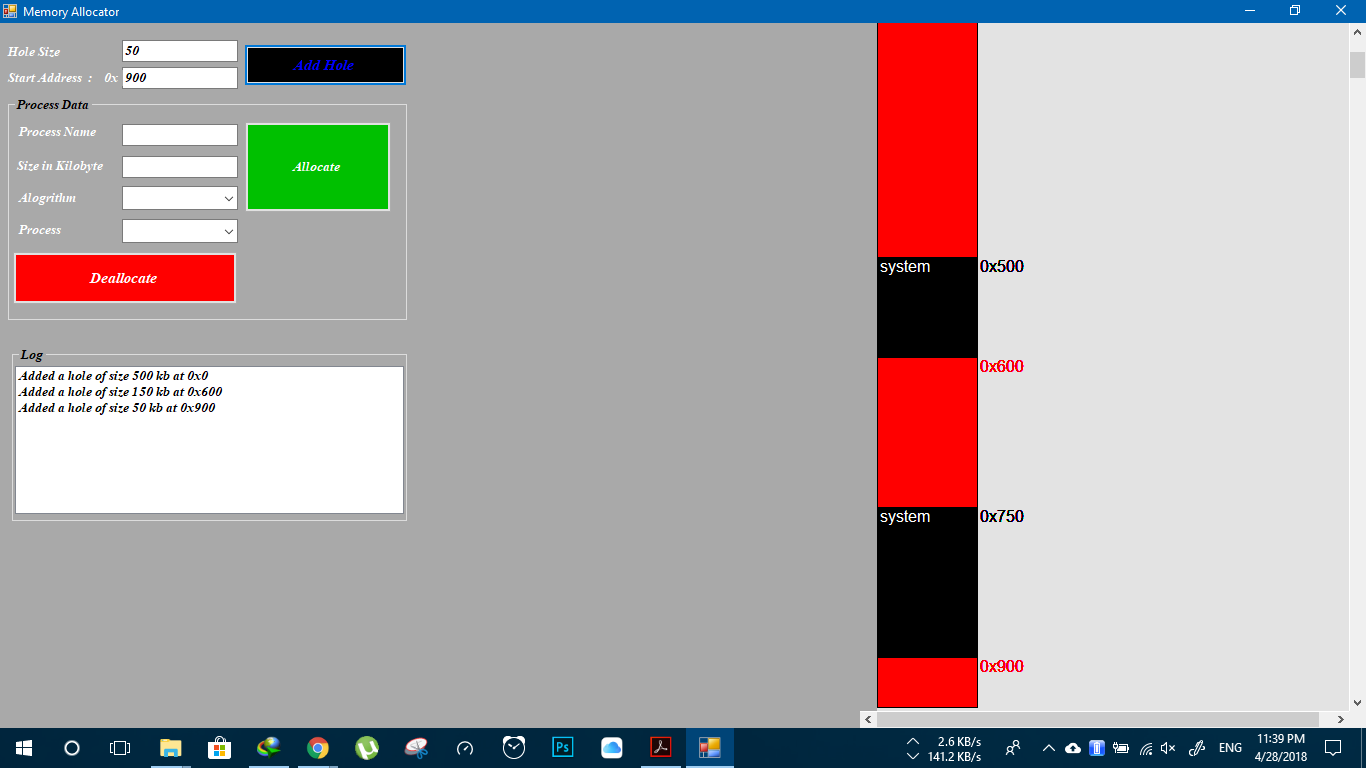 Memory Allocator
Hole Size
50
Add Hole
Start Address : 0x
900
Process Data
Process Name
Size in Kilobyte
Allocate
Alogrithm
Process
Deallocate
Log
Added a hole of size 500 kb at 0x0
Added a hole of size 150 kb at 0x600
Added a hole of size 50 kb at 0x900
system
0x500
0x600
system
0x750
0x900
Ps
2.6 KB/s
141.2 KB/s
ENG
11:39 PM
4/28/2018